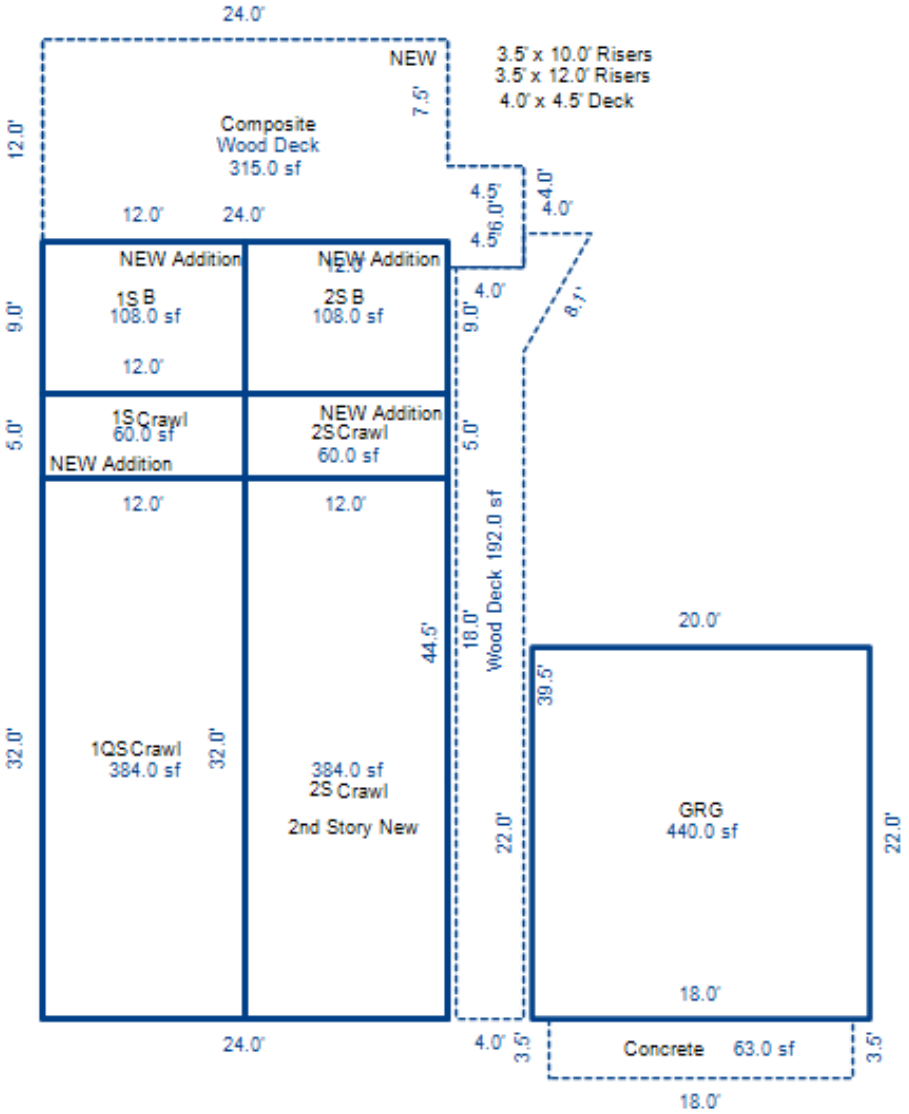 24.0'
NEW
3.5' x 10.0' Risers
3.5' x 12.0' Risers
4.0' x 4.5' Deck
7.5'
12.0'
Composite
Wood Deck
315.0 sf
4.5'
6.0'
4.0'
4.0'
12.0'
24.0'
4.5'
NEW Addition
NEW Addition
12.0'
4.0'
8.1'
1S B
108.0 sf
2S B
108.0 sf
9.0'
9.0'
12.0'
1S Crawl
60.0 sf
NEW Addition
2S Crawl
60.0 sf
5.0'
5.0'
NEW Addition
12.0'
12.0'
Wood Deck 192.0 sf
18.0'
44.5'
20.0'
39.5'
32.0'
1QS Crawl
384.0 sf
32.0'
384.0 sf
2S Crawl
2nd Story New
22.0'
GRG
440.0 sf
22.0'
18.0'
24.0'
4.0'
3.5'
Concrete 63.0 sf
3.5'
18.0'